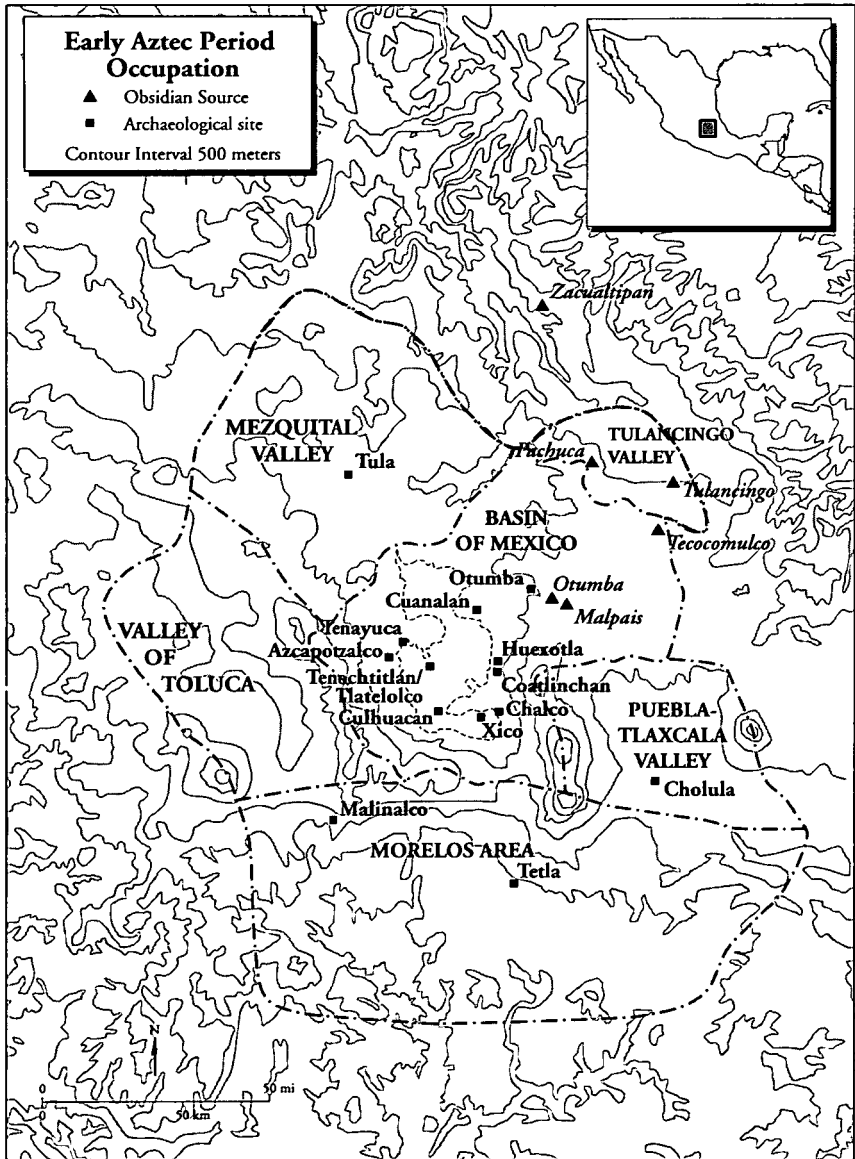 Early Aztec Period
Occupation
Obsidian Source
Archaeological site
Contour Interval 500 meters
Zacualtipan
MEZQUITAL
VALLEY
Tula
TULANCINGO
VALLEY
Pachuca
Tulancingo
BASIN
OF MEXICO
Tecocomulco
Otumba
Otumba
Cuanalan
Malpais
VALLEY
OF
TOLUCA
Tenayuca
Azcapotzalco
Huexotla
Tenochtitlán/
Tlatelolco
Coatlinchan
Culhuacán
Chalco
Xico
PUEBLA-
TLAXCALA
VALLEY
Cholula
Malinalco
MORELOS AREA
Tetla
N
0 50 mi
0 50 km